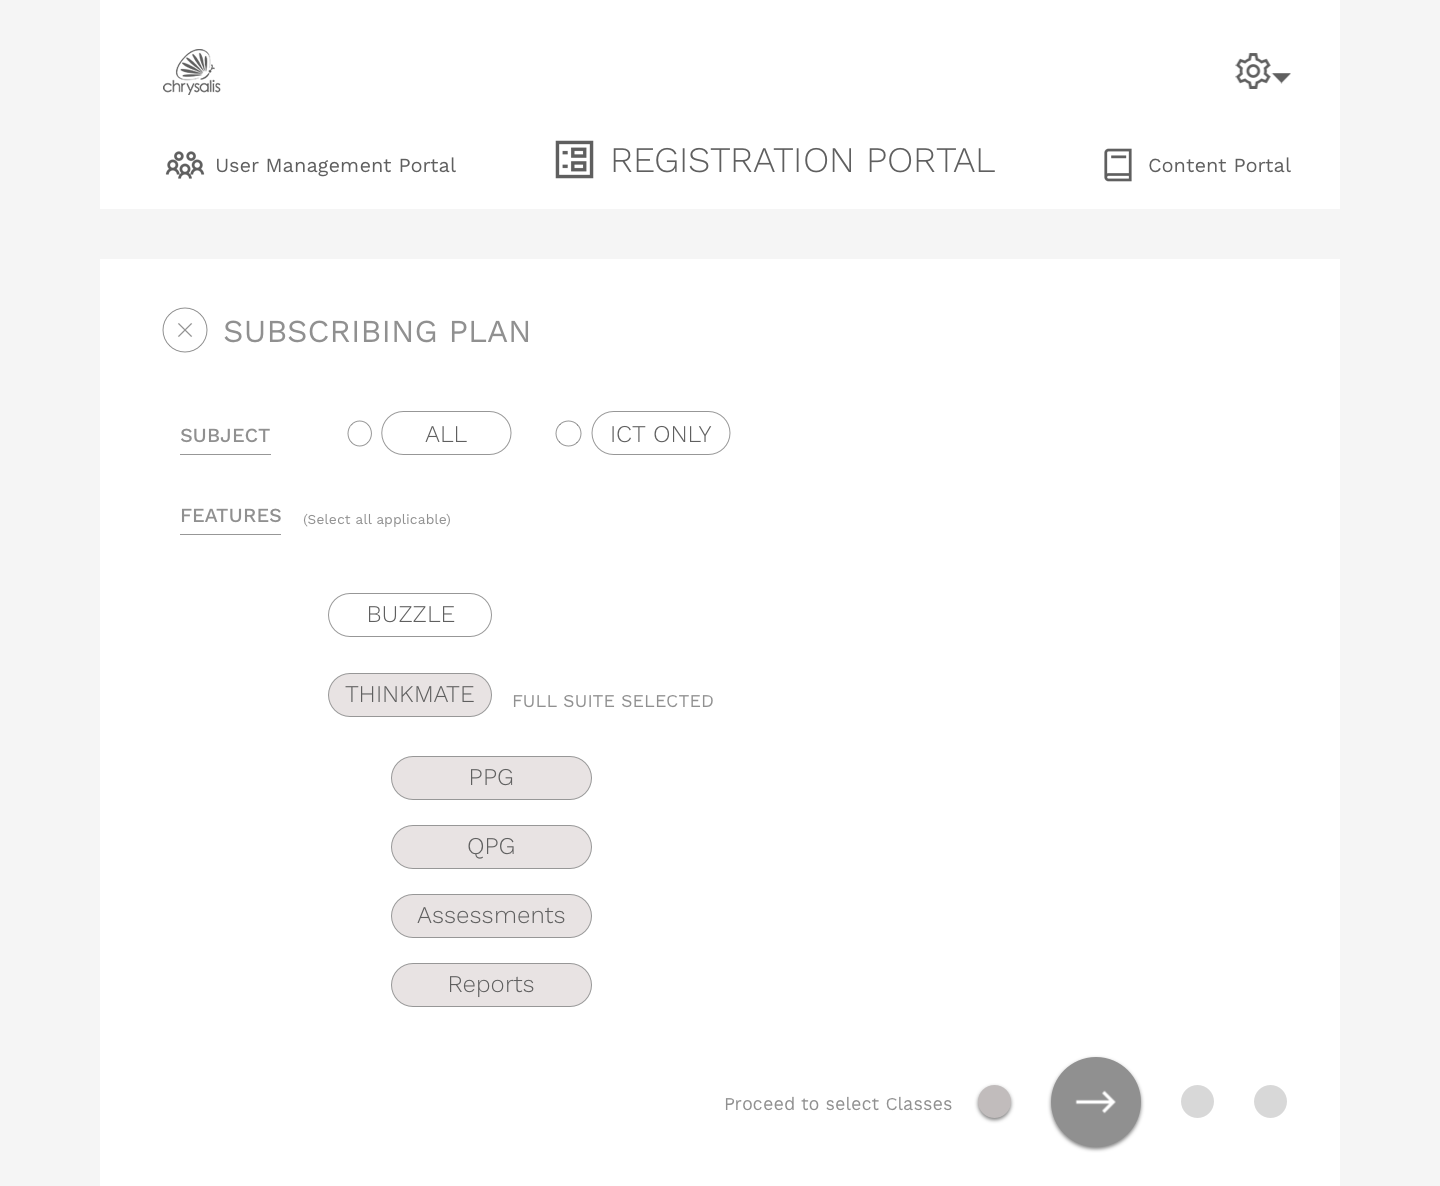 chrysalis
User Management Portal
REGISTRATION PORTAL
Content Portal
SUBSCRIBING PLAN
SUBJECT
ALL
ICT ONLY
FEATURES (Select all applicable)
BUZZLE
THINKMATE
FULL SUITE SELECTED
PPG
QPG
Assessments
Reports
Proceed to select Classes